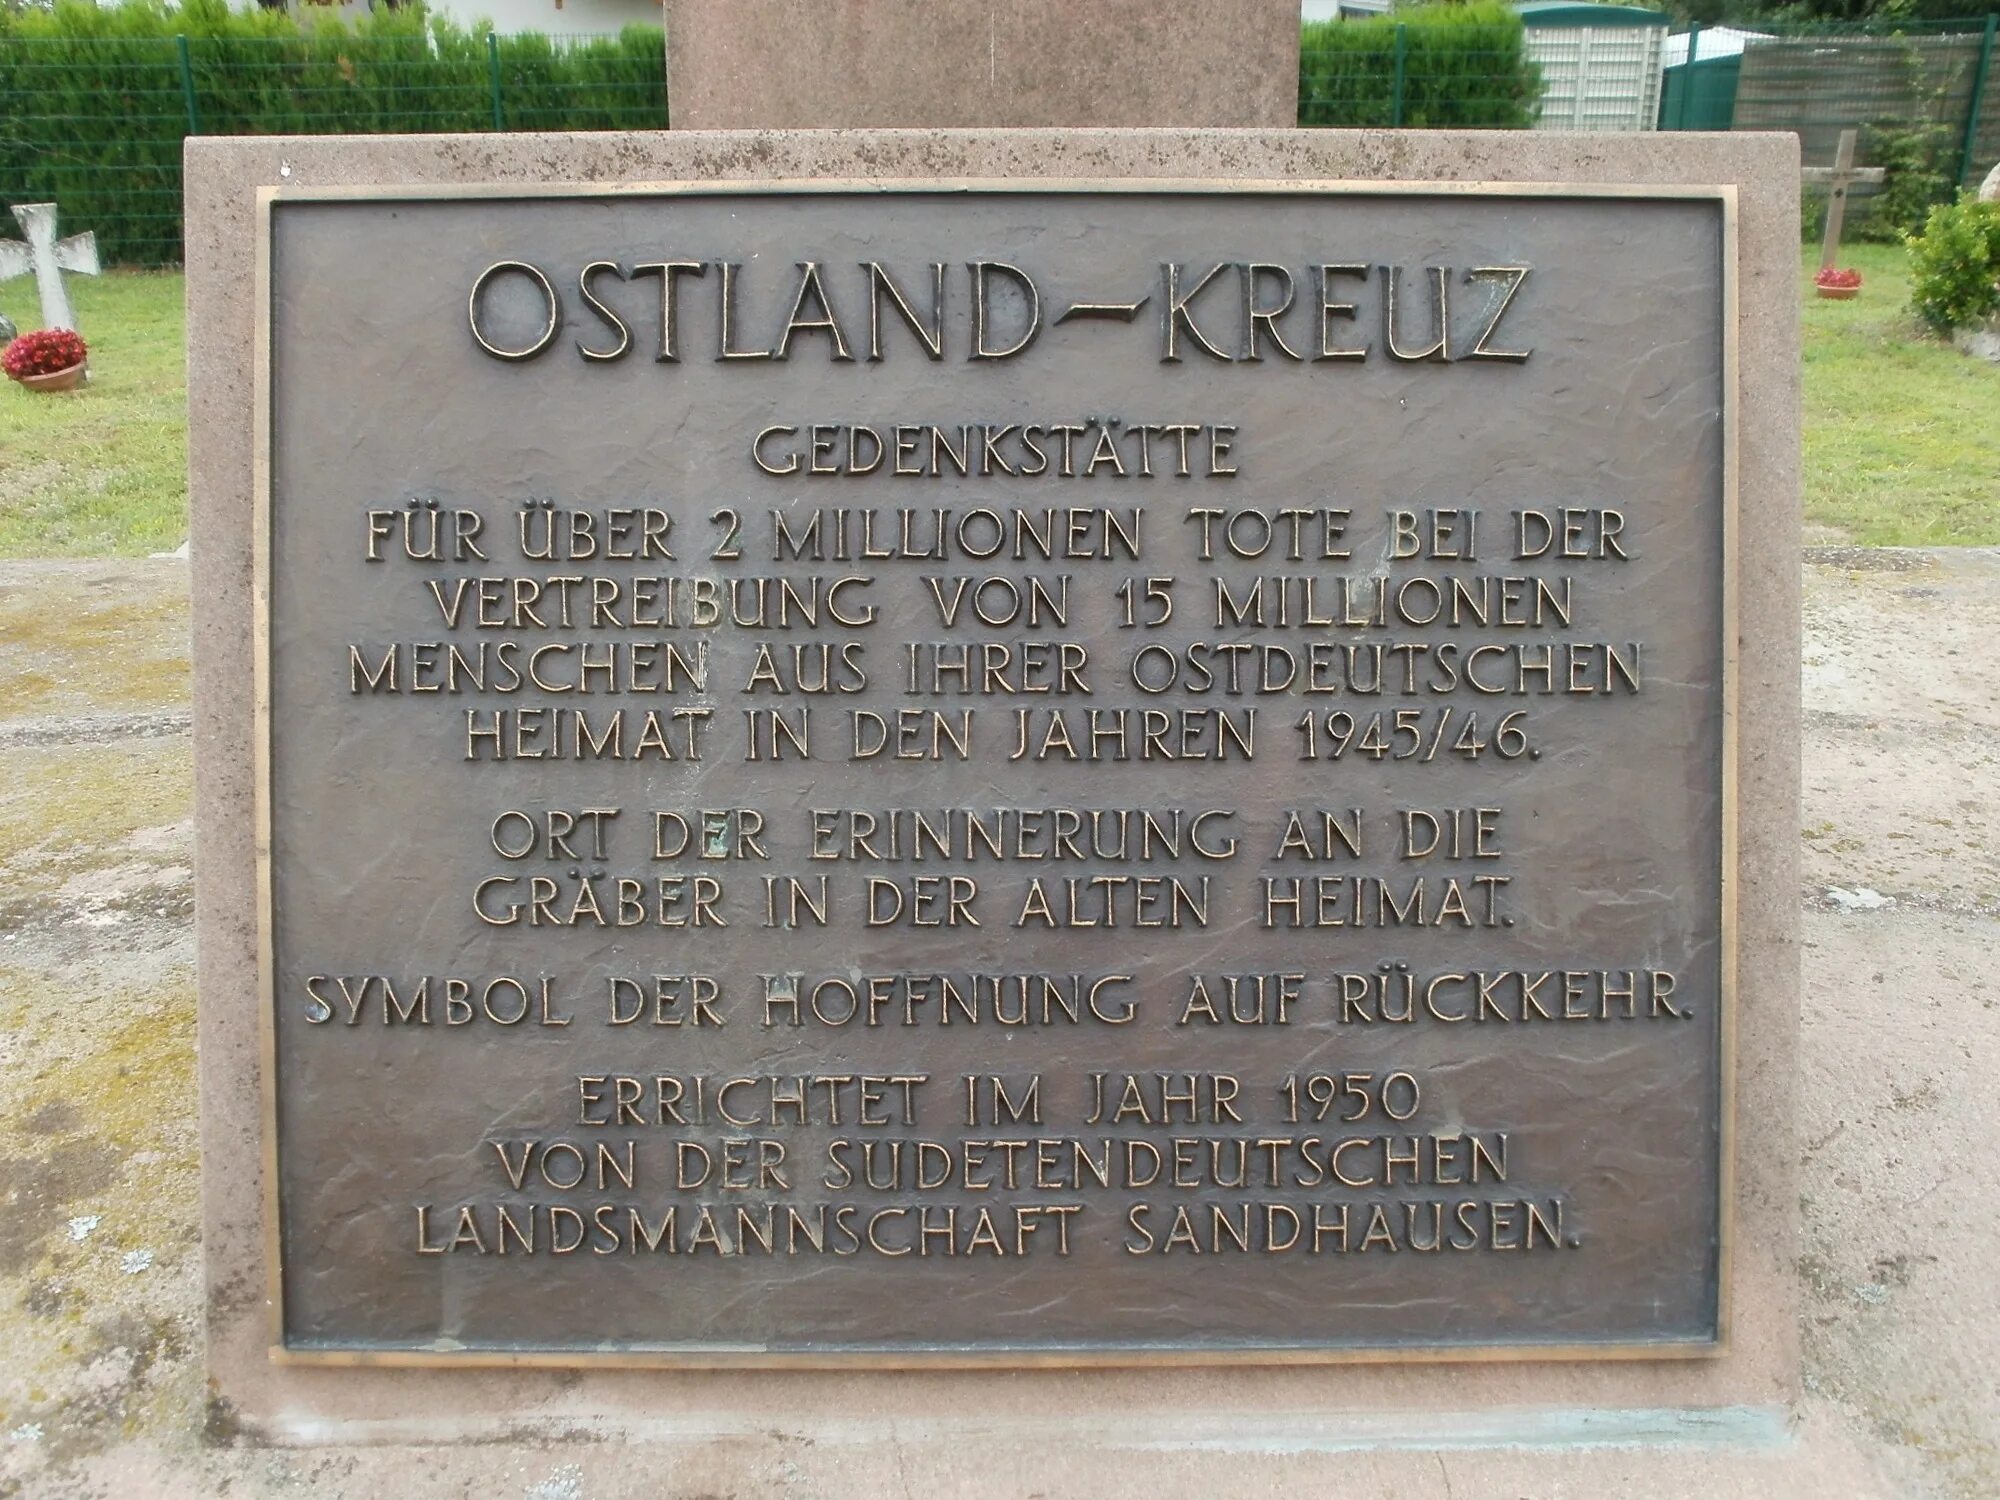 OSTLAND-KREUZ
GEDENKSTÄTTE
FÜR ÜBER 2 MILLIONEN TOTE BEI DER
VERTREIBUNG VON 15 MILLIONEN
MENSCHEN AUS IHRER OSTDEUTSCHEN
HEIMAT IN DEN JAHREN 1945/46.
ORT DER ERINNERUNG AN DIE
GRÄBER IN DER ALTEN HEIMAT.
SYMBOL DER HOFFNUNG AUF RÜCKKEHR.
ERRICHTET IM JAHR 1950
VON DER SUDETENDEUTSCHEN
LANDSMANNSCHAFT SANDHAUSEN.